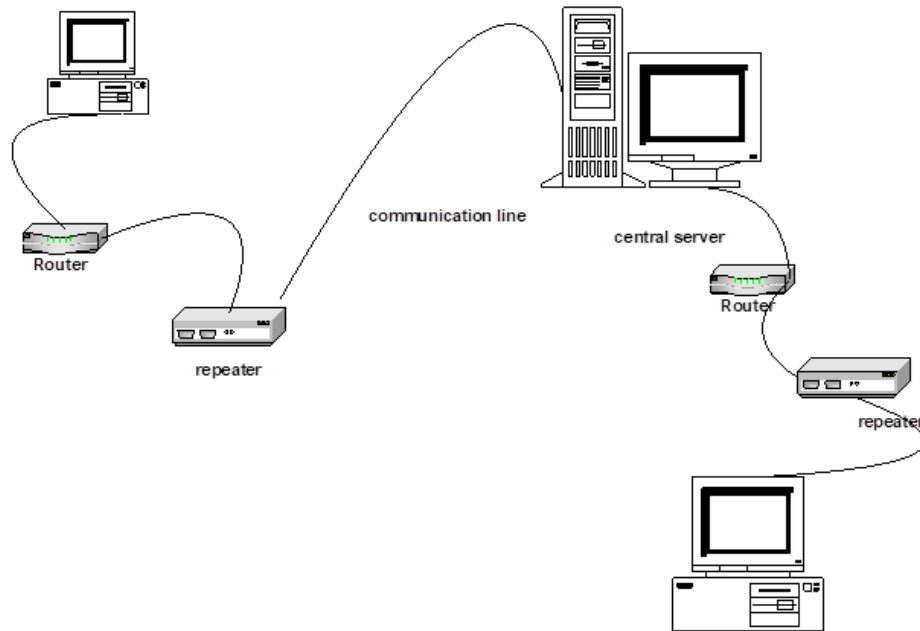 communication line
central server
Router
Router
repeater
repeater